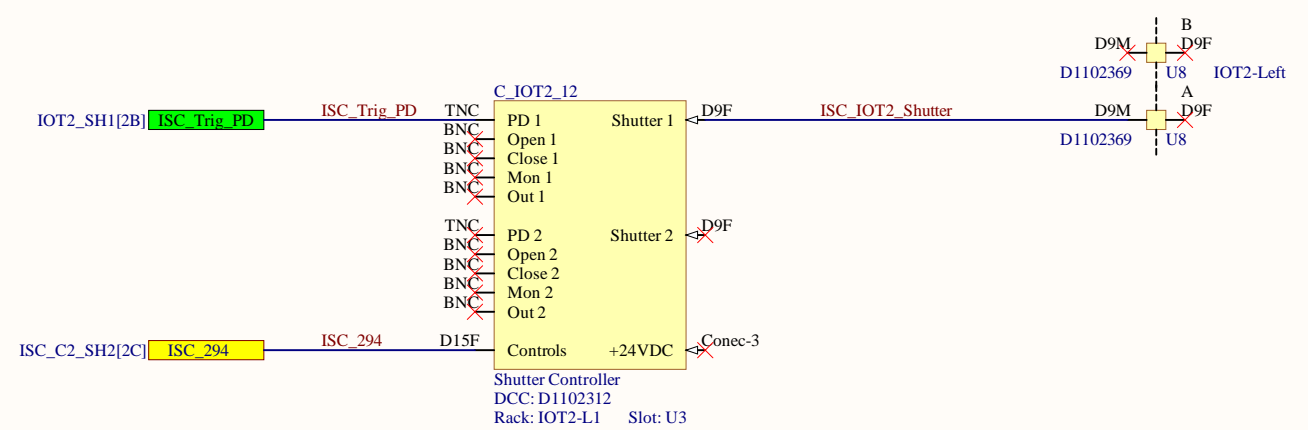 B
D9M D9F
D1102369 U8 IOT2-Left
A
C_IOT2_12
IOT2_SH1[2B] ISC_Trig_PD ISC_Trig_PD TNC PD 1 Shutter 1 D9F ISC_IOT2_Shutter D9M D9F
D1102369 U8
BNC Open 1
BNC Close 1
BNC Mon 1
BNC Out 1
TNC PD 2 Shutter 2 D9F
BNC Open 2
BNC Close 2
BNC Mon 2
BNC Out 2
ISC_C2_SH2[2C] ISC_294 ISC_294 D15F Controls +24VDC Conec-3
Shutter Controller
DCC: D1102312
Rack: IOT2-L1 Slot: U3